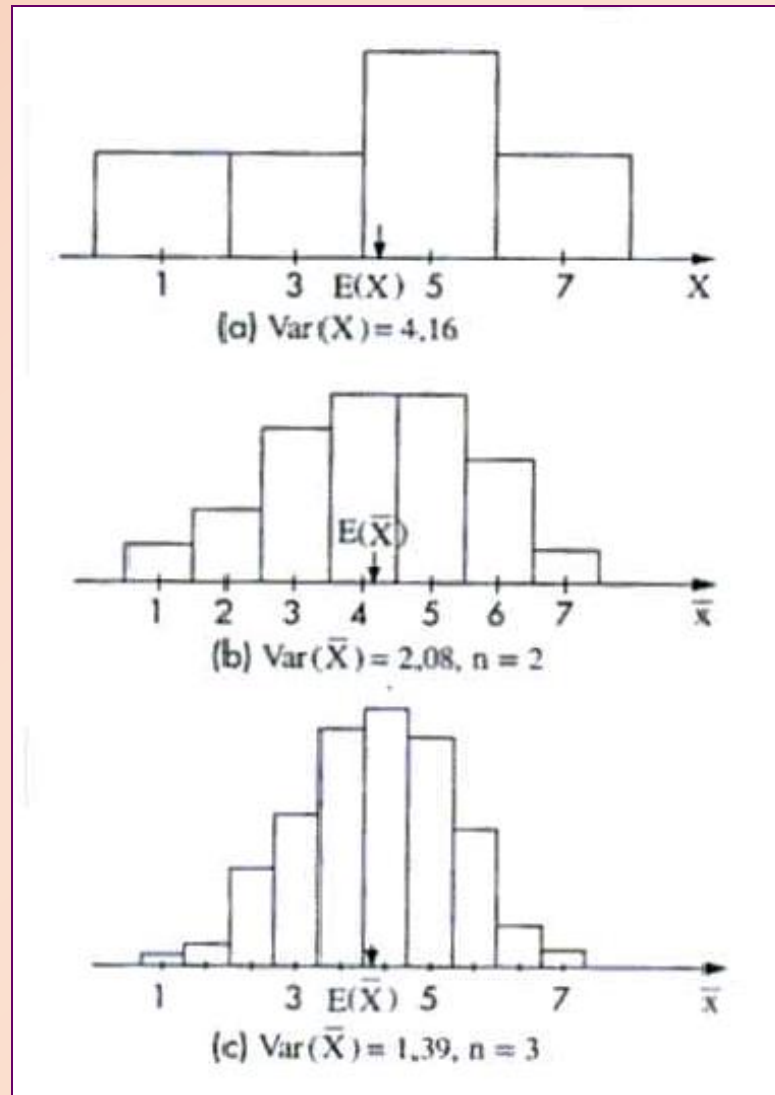 1 3 E(X) 5 7 X
(a) Var(X) = 4,16
E(X̄)
1 2 3 4 5 6 7 x̄
(b) Var(X̄) = 2,08, n = 2
1 3 E(X̄) 5 7 x̄
(c) Var(X̄) = 1,39, n = 3